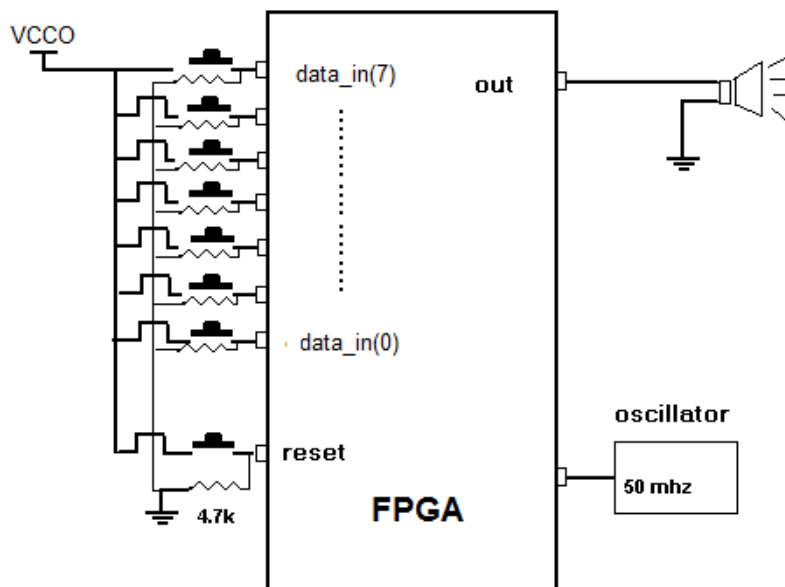 VCCO
data_in(7)
out
data_in(0)
reset
oscillator
50 mhz
4.7k
FPGA